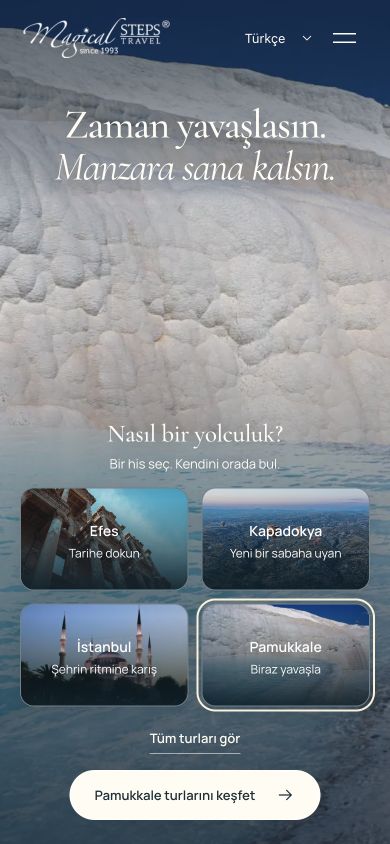 Magical STEPS®
TRAVEL
since 1993
Türkçe
Zaman yavaşlasın.
Manzara sana kalsın.
Nasıl bir yolculuk?
Bir his seç. Kendini orada bul.
Efes
Tarihe dokun
Kapadokya
Yeni bir sabaha uyan
İstanbul
Şehrin ritmine karış
Pamukkale
Biraz yavaşla
Tüm turları gör
Pamukkale turlarını keşfet